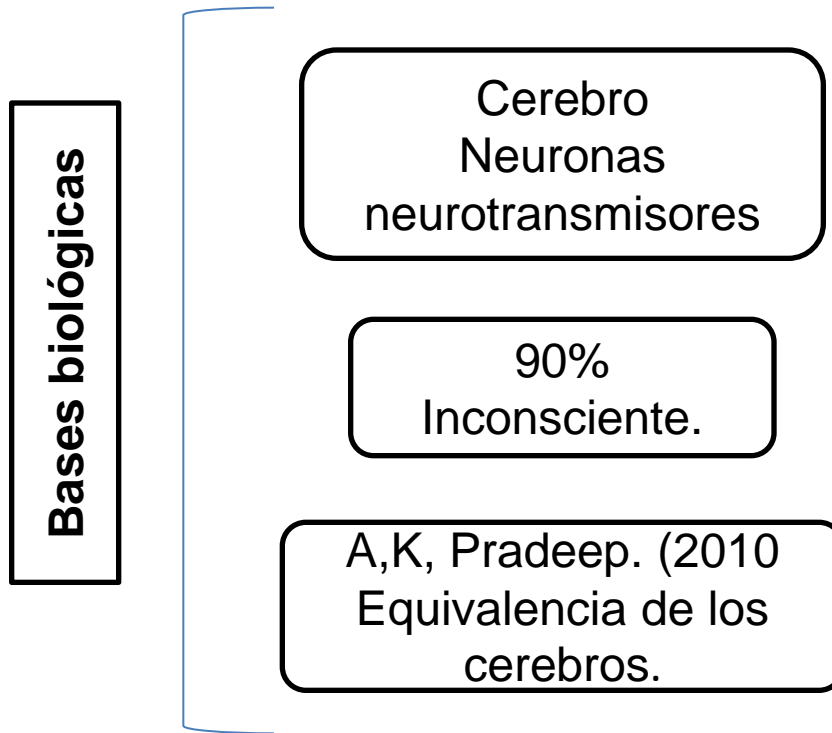 Bases biológicas
Cerebro
Neuronas
neurotransmisores
90%
Inconsciente.
A,K, Pradeep. (2010
Equivalencia de los
cerebros.